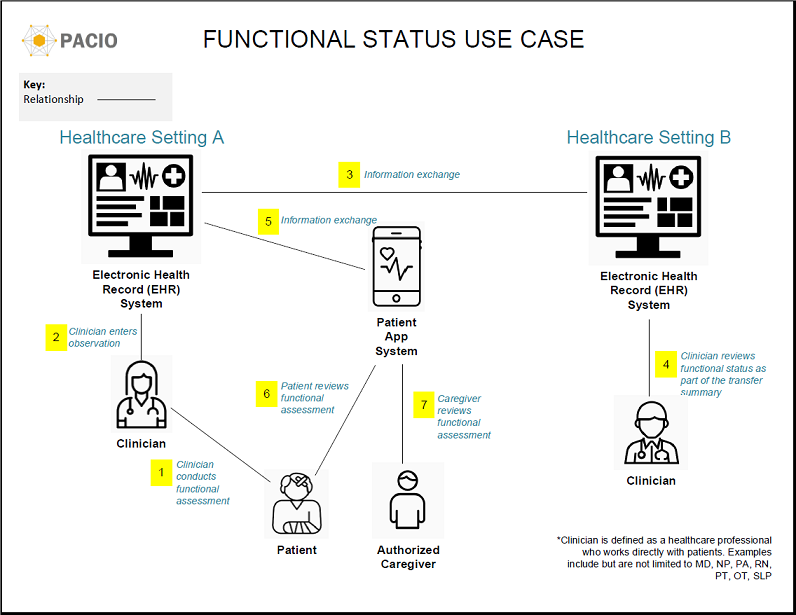 PACIO
FUNCTIONAL STATUS USE CASE
Key:
Relationship
Healthcare Setting A
Healthcare Setting B
3
Information exchange
5
Information exchange
Electronic Health
Record (EHR)
System
Electronic Health
Record (EHR)
System
Patient
App
System
2
Clinician enters
observation
4
Clinician reviews
functional status as
part of the transfer
summary
6
Patient reviews
functional
assessment
7
Caregiver
reviews
functional
assessment
Clinician
1
Clinician
conducts
functional
assessment
Clinician
Patient
Authorized
Caregiver
*Clinician is defined as a healthcare professional
who works directly with patients. Examples
include but are not limited to MD, NP, PA, RN,
PT, OT, SLP